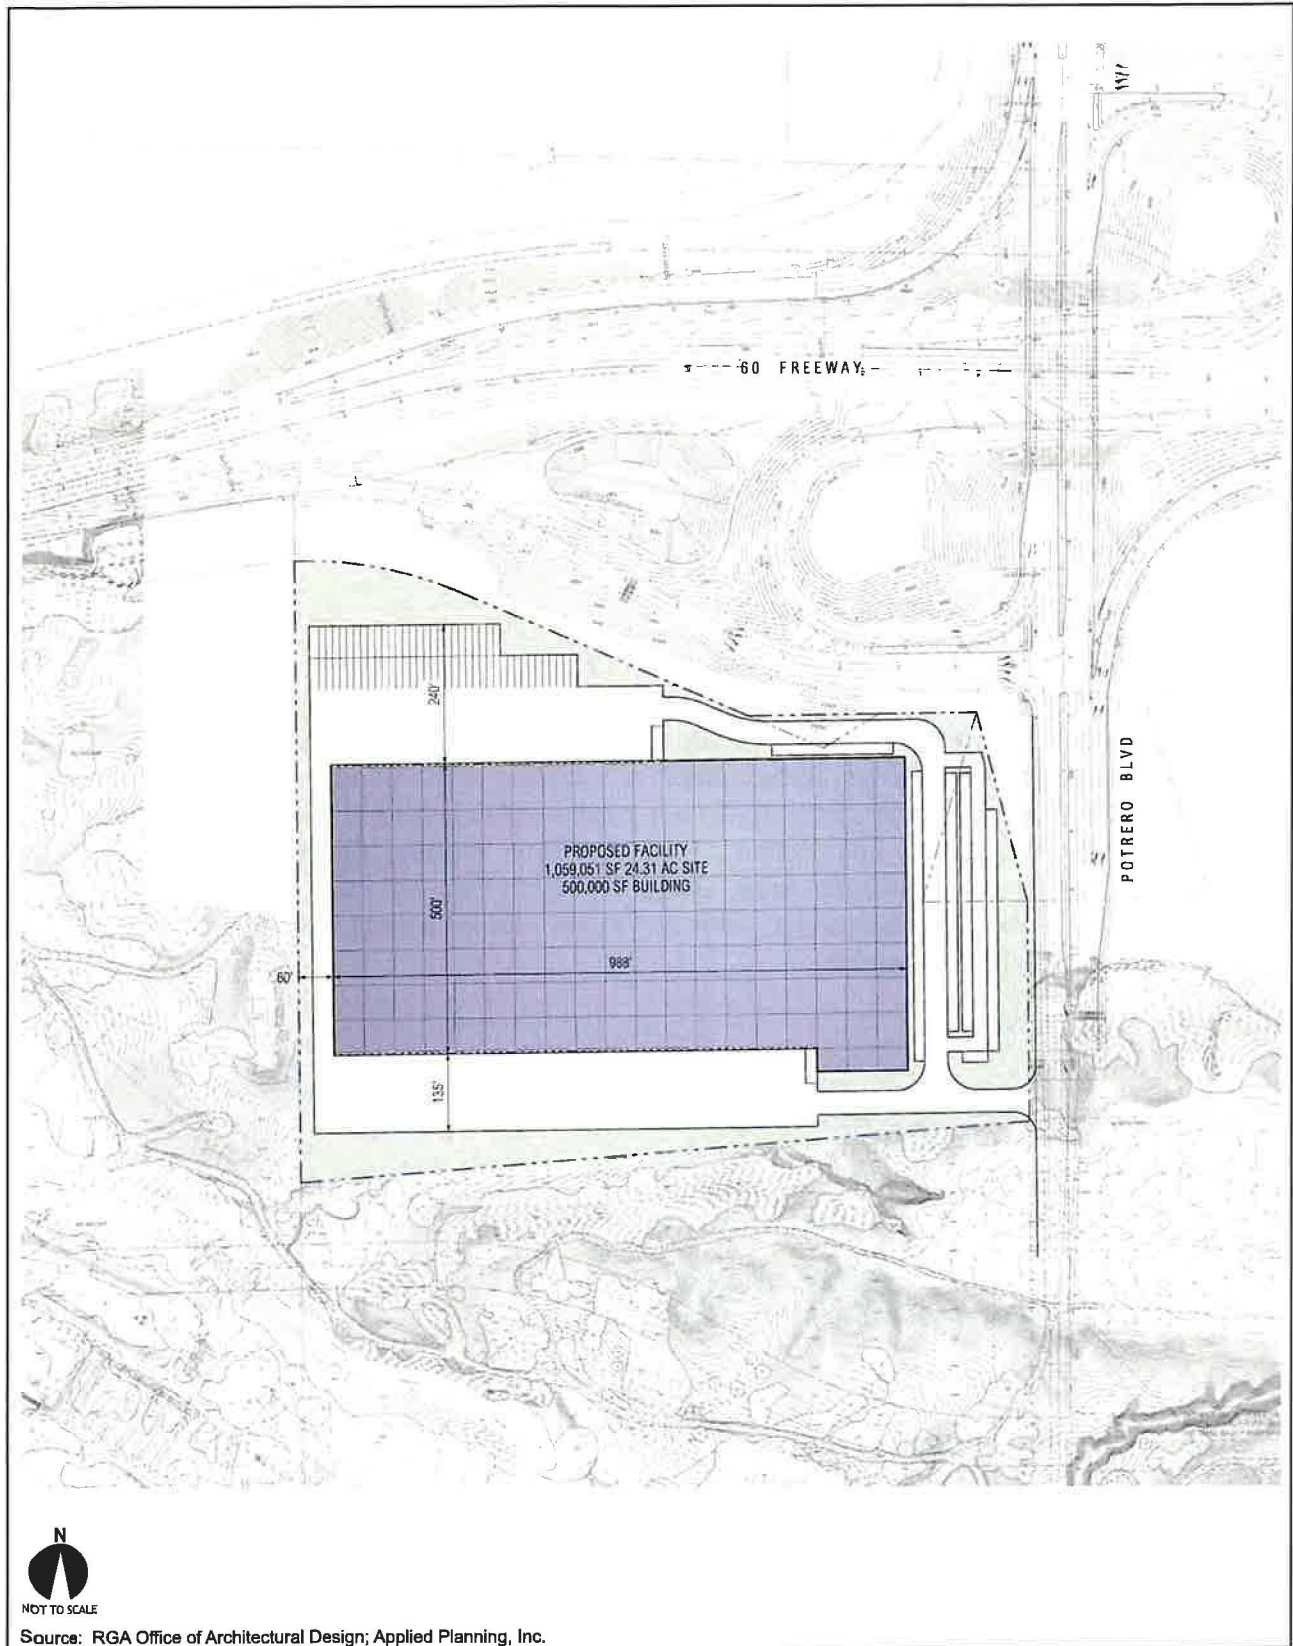 60 FREEWAY
240'
POTRERO BLVD
PROPOSED FACILITY
1,059,051 SF 24.31 AC SITE
500,000 SF BUILDING
500'
60'
988'
135'
N
NOT TO SCALE
Source: RGA Office of Architectural Design; Applied Planning, Inc.